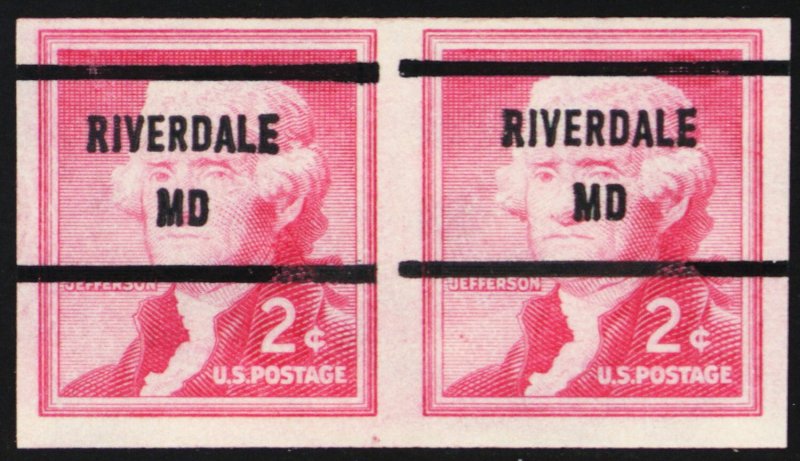 RIVERDALE
MD
JEFFERSON
2¢
U.S.POSTAGE
RIVERDALE
MD
JEFFERSON
2¢
U.S.POSTAGE